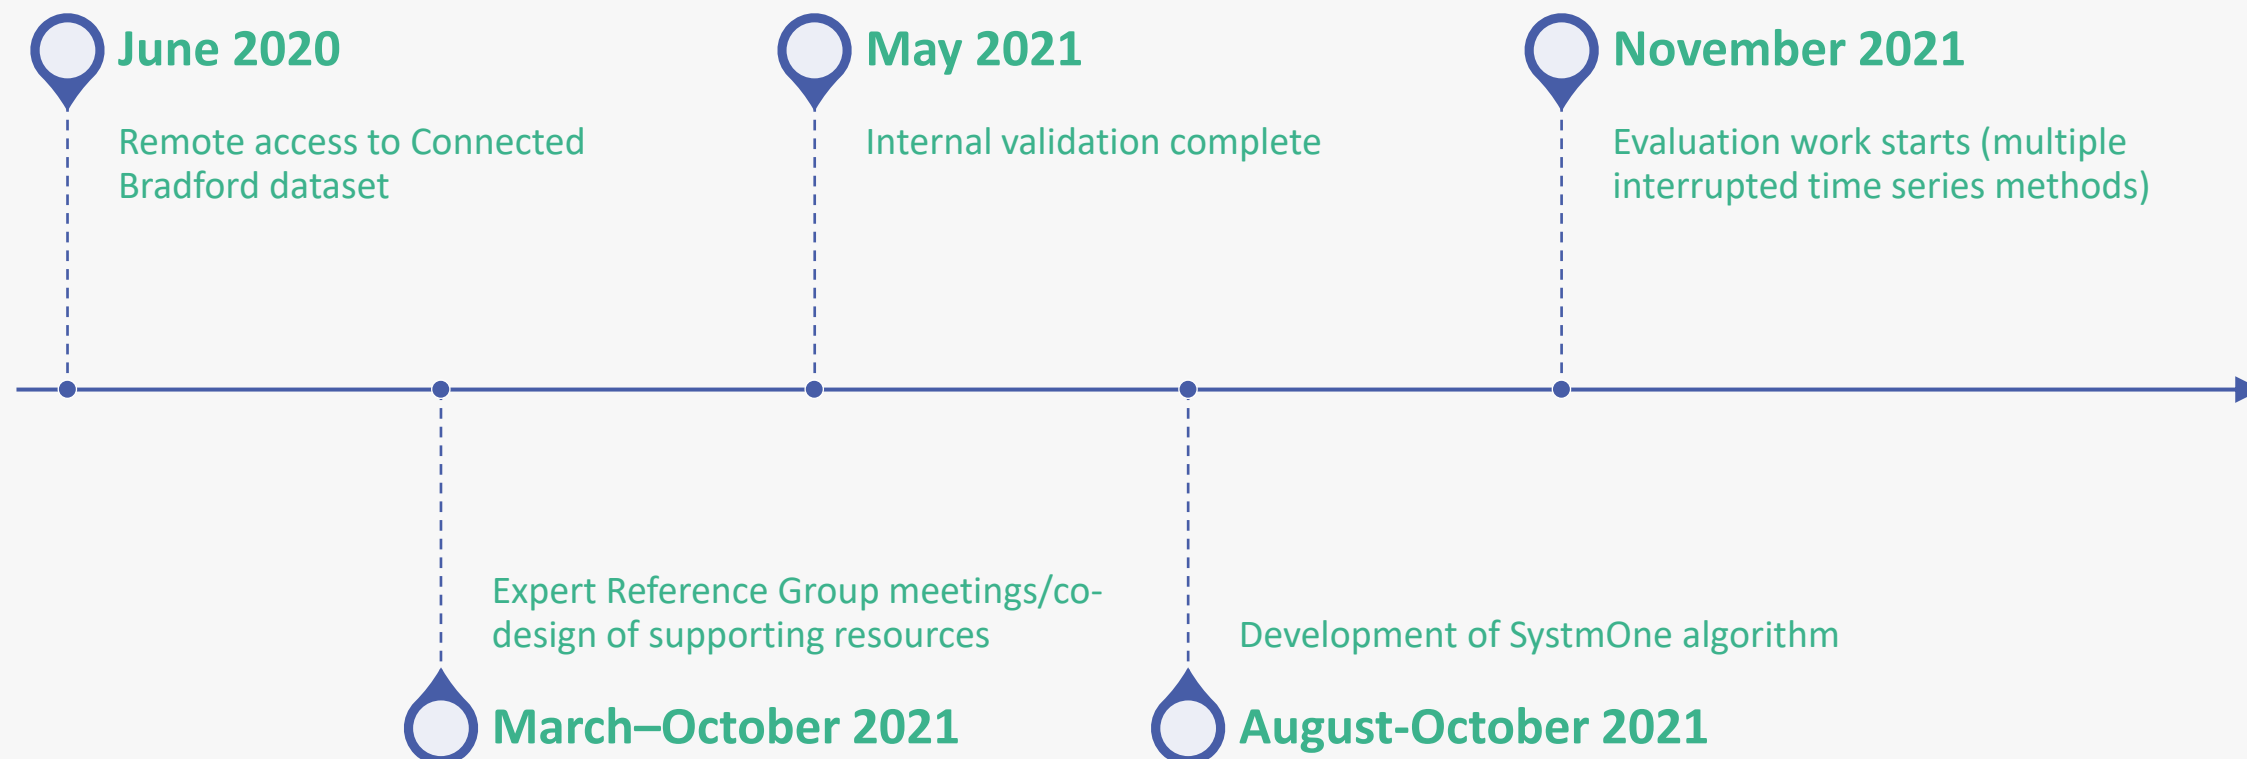 June 2020
Remote access to Connected
Bradford dataset
May 2021
Internal validation complete
November 2021
Evaluation work starts (multiple
interrupted time series methods)
Expert Reference Group meetings/co-
design of supporting resources
March–October 2021
Development of SystmOne algorithm
August-October 2021